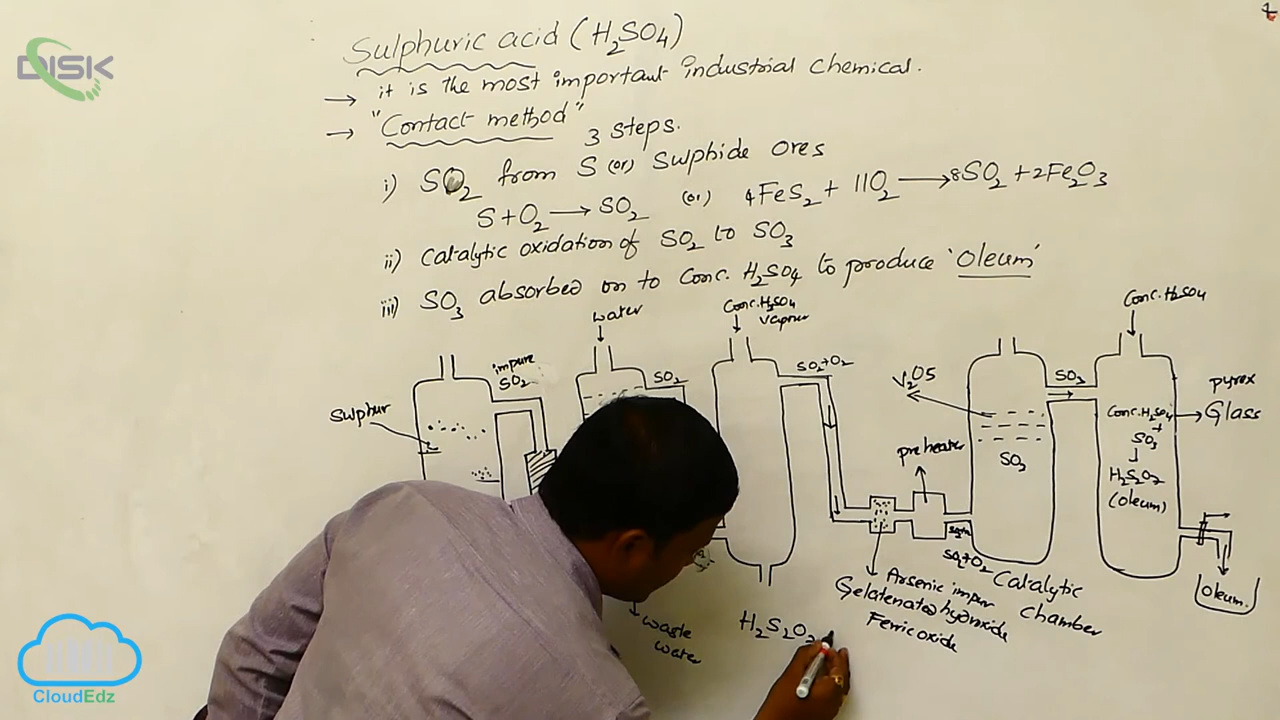 DISK
Sulphuric acid (H2SO4)
→ it is the most important industrial chemical.
→ "Contact method"
3 steps.
i) SO2 from S (or) Sulphide ores
S + O2 → SO2 (or) 4FeS2 + 11O2 → 8SO2 + 2Fe2O3
ii) Catalytic oxidation of SO2 to SO3
iii) SO3 absorbed on to Conc. H2SO4 to produce 'Oleum'
Sulphur
impure
SO2
water
SO2
Conc. H2SO4
Vapour
SO2+O2
V2O5
preheater
SO3
SO3
Conc. H2SO4
Conc. H2SO4
+
SO3
↓
H2S2O7
(oleum)
pyrex
Glass
Oleum.
SO2+O2
Catalytic
chamber
Arsenic impur
Gelatenated hydroxide
Ferric oxide
waste
water
H2S2O7
CloudEdz